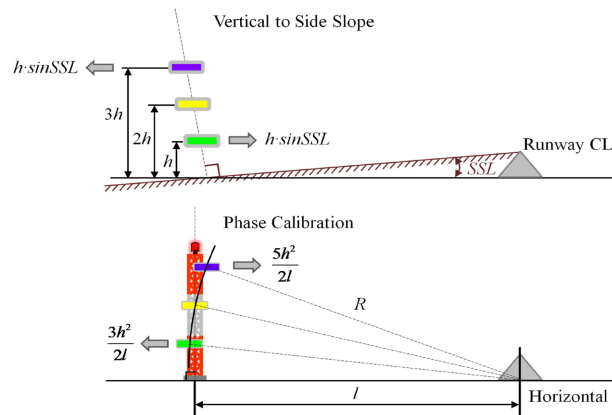 Vertical to Side Slope
h·sinSSL
3h
2h
h
h·sinSSL
Runway CL
SSL
Phase Calibration
5h²
2l
R
3h²
2l
l
Horizontal